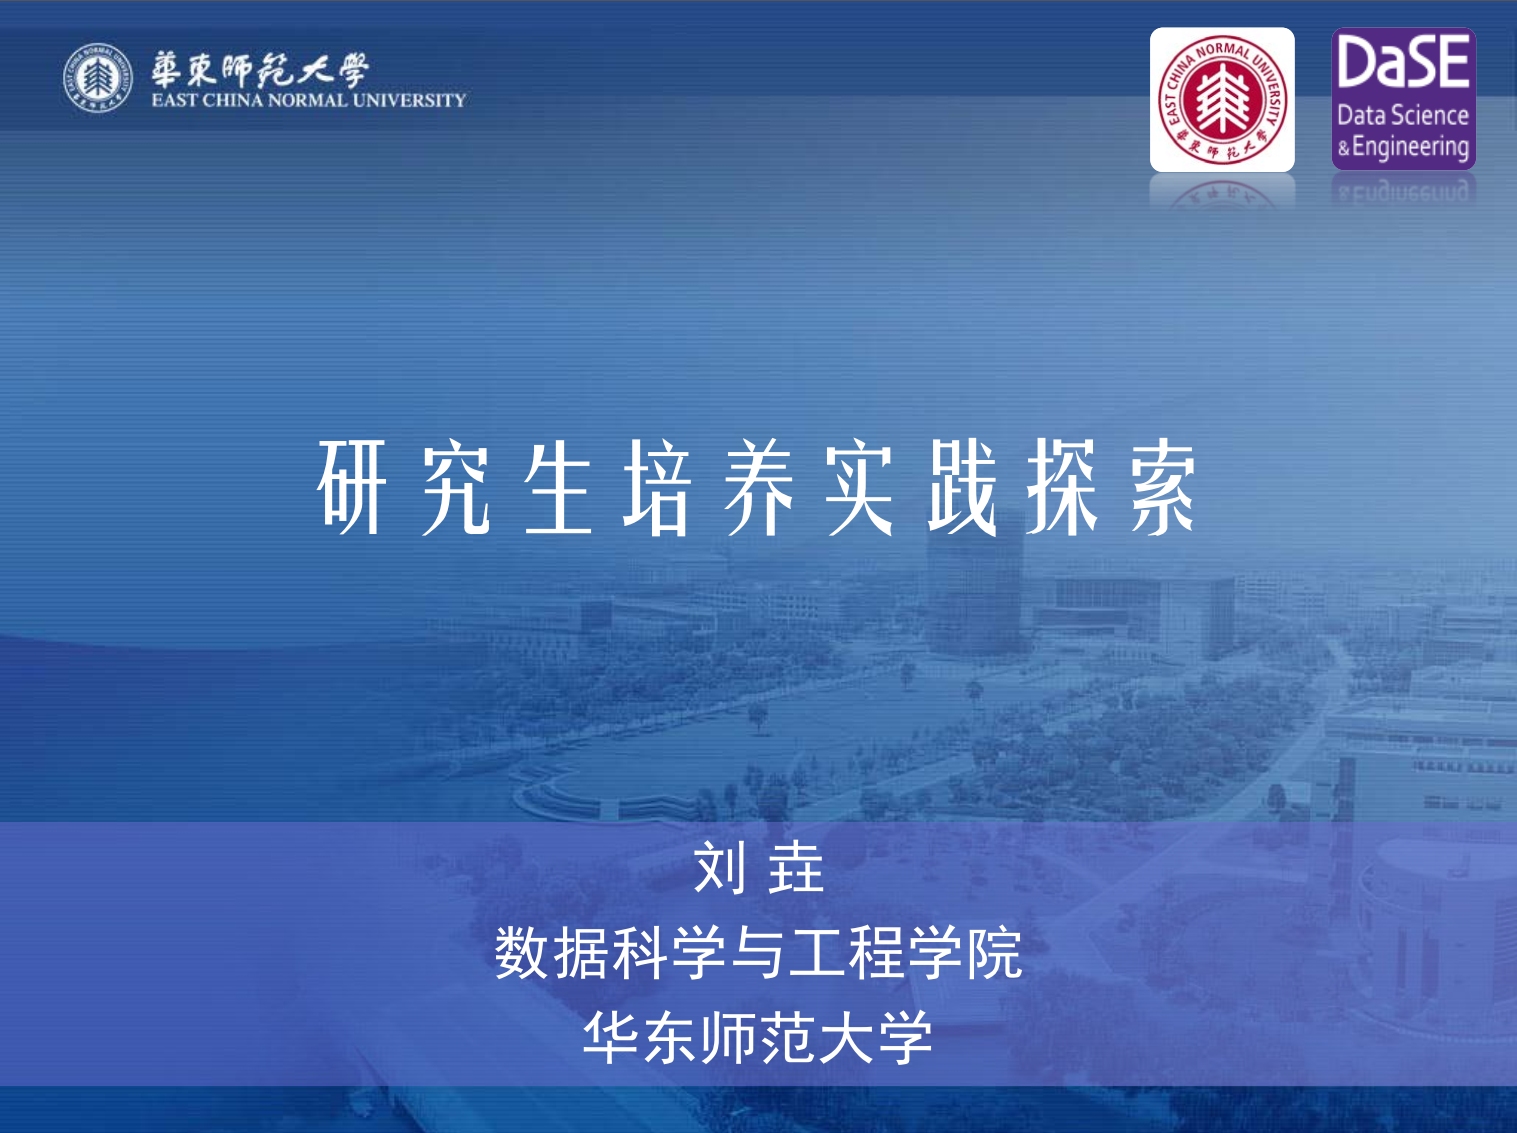 華東師範大學
EAST CHINA NORMAL UNIVERSITY
EAST CHINA NORMAL UNIVERSITY
華東師範大學
DaSE
Data Science
&Engineering
研究生培养实践探索
刘 垚
数据科学与工程学院
华东师范大学